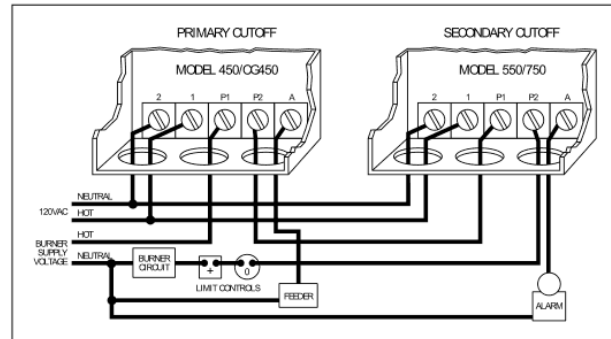 PRIMARY CUTOFF
SECONDARY CUTOFF
MODEL 450/CG450
MODEL 550/750
2 1 P1 P2 A
2 1 P1 P2 A
NEUTRAL
120VAC
HOT
HOT
BURNER
SUPPLY
VOLTAGE
NEUTRAL
BURNER
CIRCUIT
+
0
LIMIT CONTROLS
FEEDER
ALARM